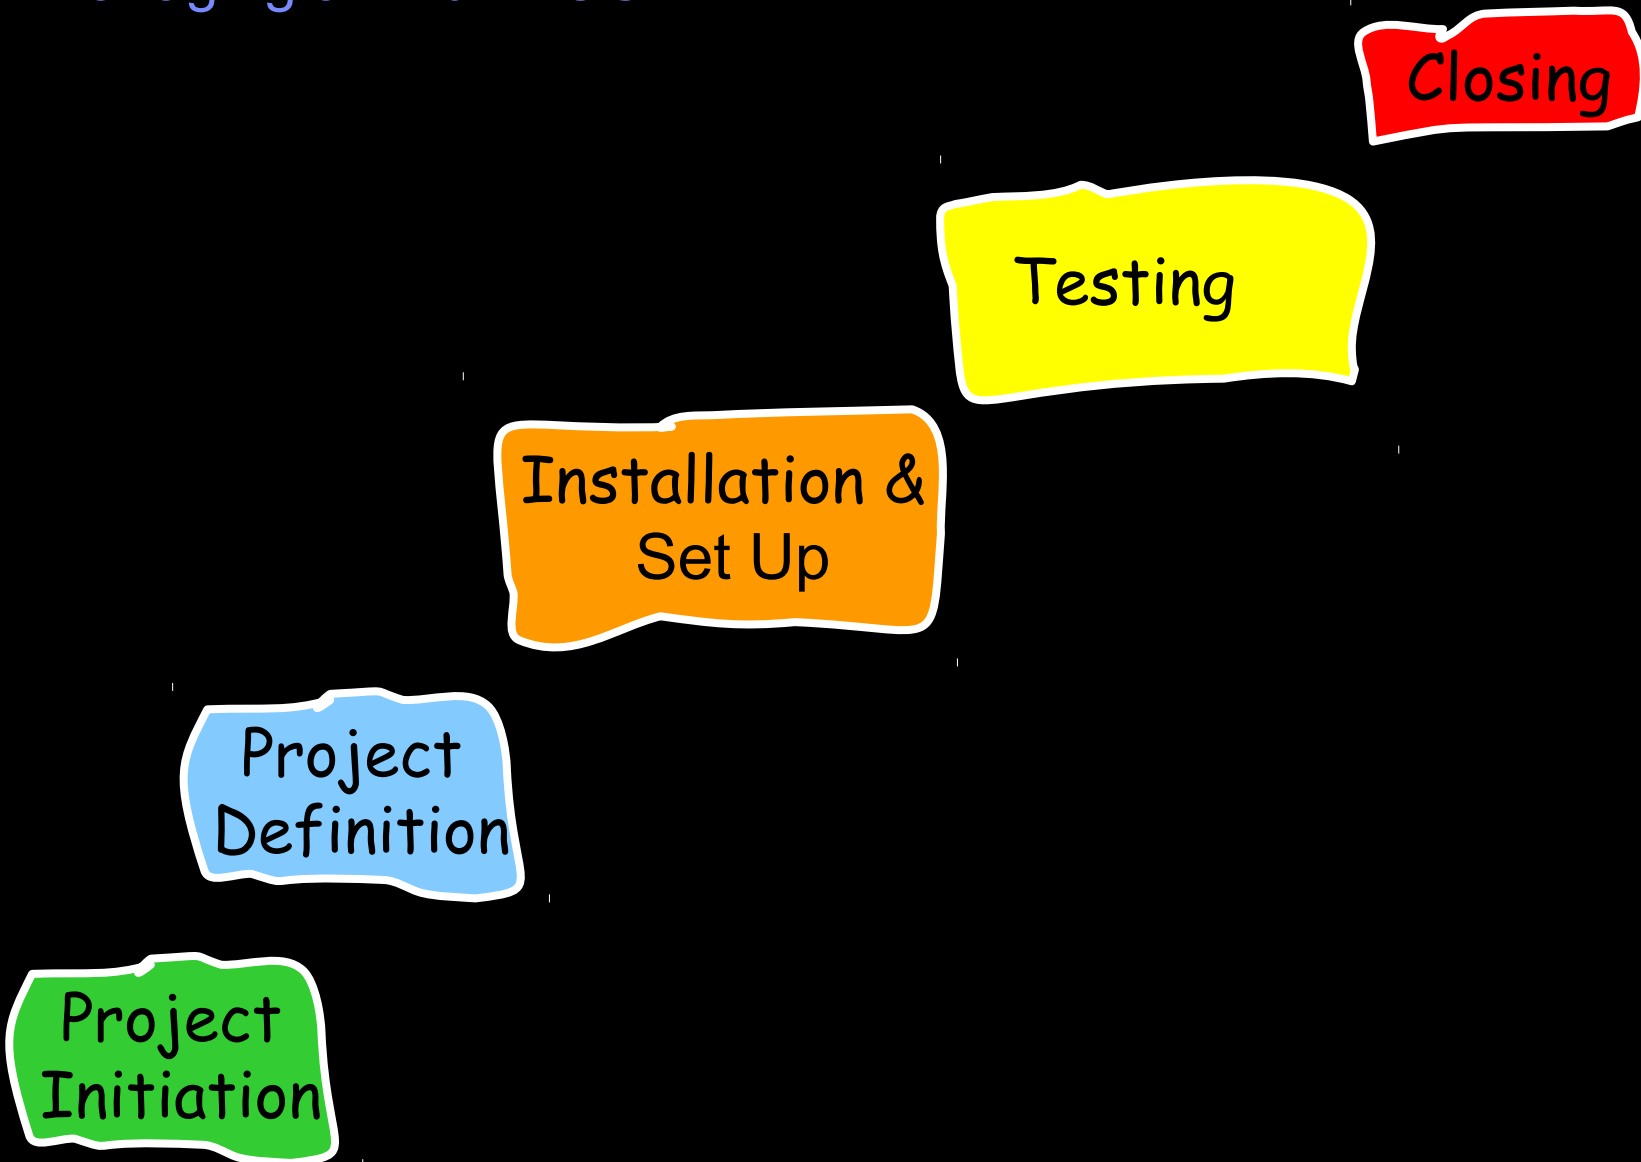 Closing
Testing
Installation &
Set Up
Project
Definition
Project
Initiation